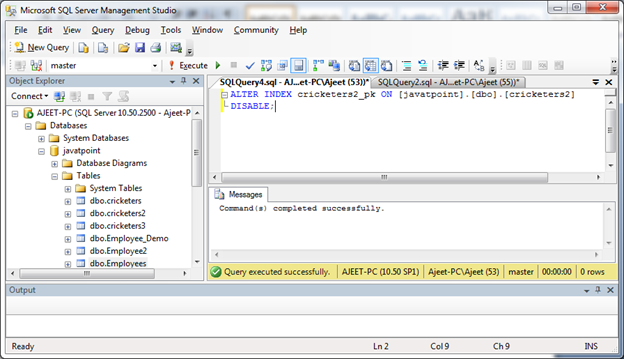 Microsoft SQL Server Management Studio
File Edit View Query Debug Tools Window Community Help
New Query
master Execute
Object Explorer
Connect
AJEET-PC (SQL Server 10.50.2500 - Ajeet-P
Databases
System Databases
javatpoint
Database Diagrams
Tables
System Tables
dbo.cricketers
dbo.cricketers2
dbo.cricketers3
dbo.Employee_Demo
dbo.Employee2
dbo.Employees
SQLQuery4.sql - AJ...et-PC\Ajeet (53))* SQLQuery2.sql - AJ...et-PC\Ajeet (55))*
ALTER INDEX cricketers2_pk ON [javatpoint].[dbo].[cricketers2]
DISABLE;
Messages
Command(s) completed successfully.
Query executed successfully. AJEET-PC (10.50 SP1) Ajeet-PC\Ajeet (53) master 00:00:00 0 rows
Output
Ready Ln 2 Col 9 Ch 9 INS